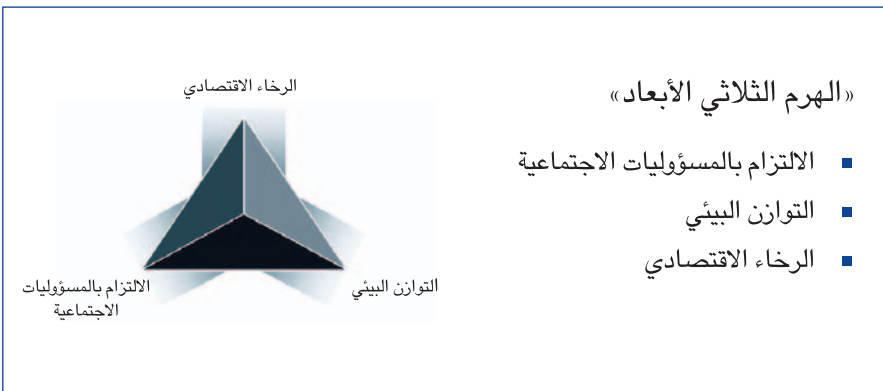 «الهرم الثلاثي الأبعاد»
الالتزام بالمسؤوليات الاجتماعية
التوازن البيئي
الرخاء الاقتصادي
الرخاء الاقتصادي
التوازن البيئي
الالتزام بالمسؤوليات
الاجتماعية